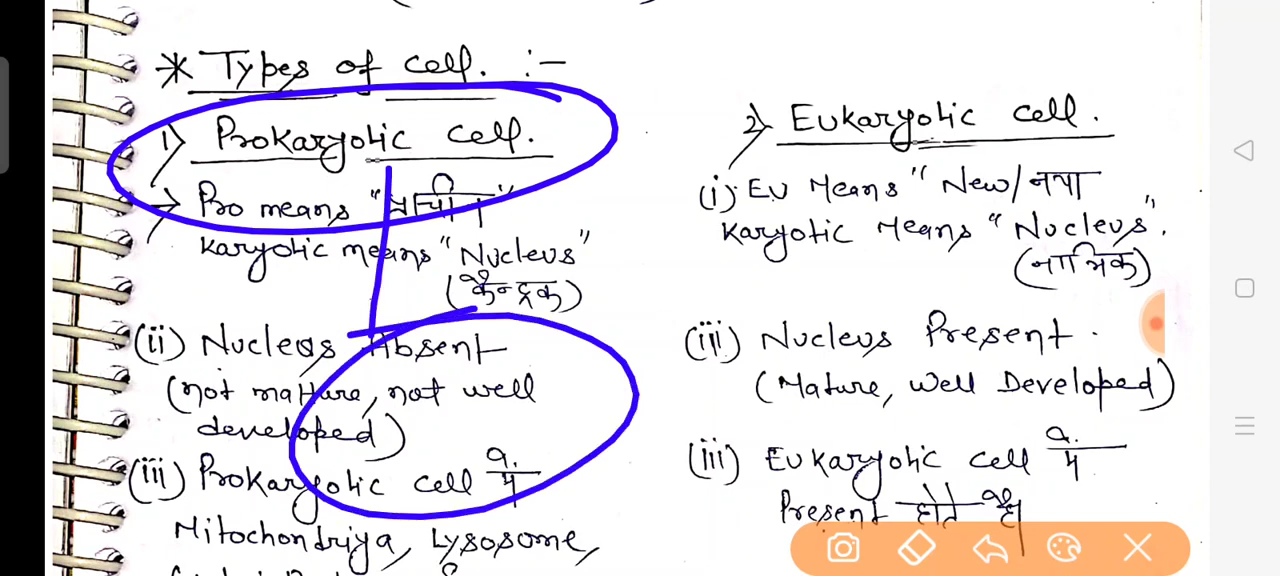 * Types of cell. :-
1) Prokaryotic cell.
→ Pro means "प्राचीन"
Karyotic means "Nucleus"
(केन्द्रक)
(ii) Nucleus Absent
(not mature, not well
developed)
(iii) Prokaryotic cell में
Mitochondriya, Lysosome,
2) Eukaryotic cell.
(i) EU Means "New/नया
Karyotic Means "Nucleus".
(नाभिक)
(iii) Nucleus Present.
(Mature, Well Developed)
(iii) Eukaryotic cell में
Present होते है